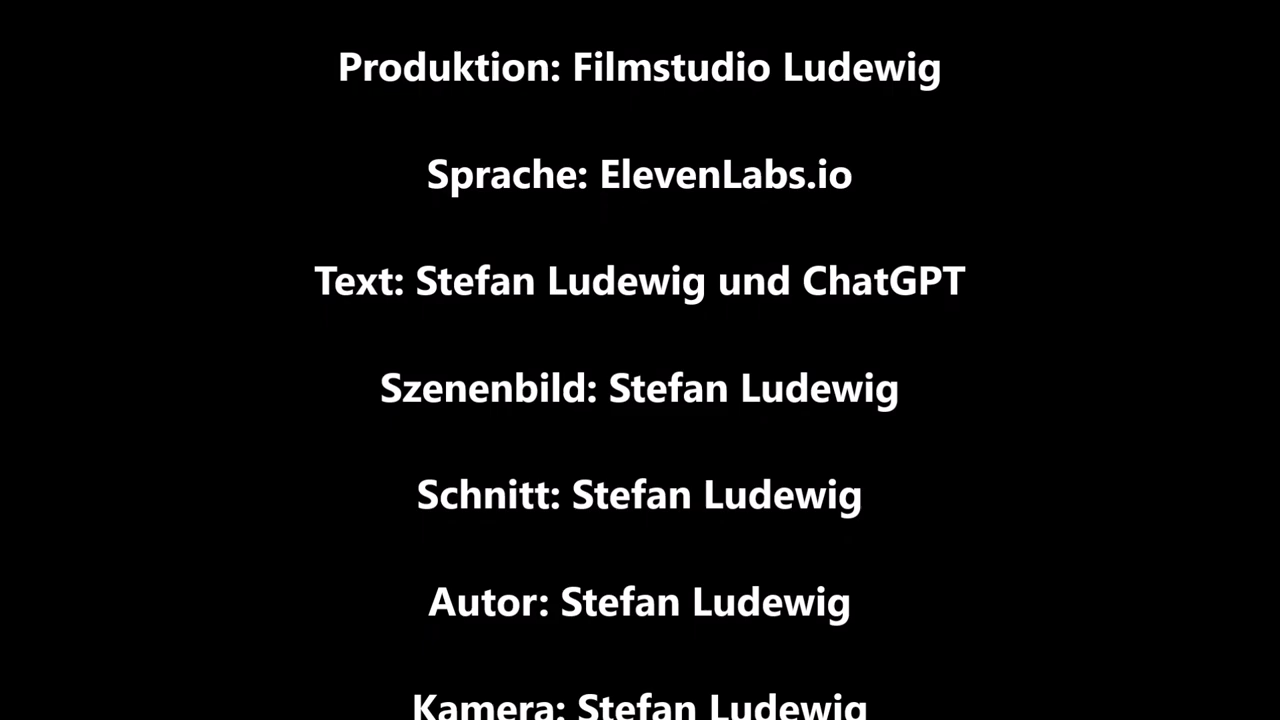 Produktion: Filmstudio Ludewig
Sprache: ElevenLabs.io
Text: Stefan Ludewig und ChatGPT
Szenenbild: Stefan Ludewig
Schnitt: Stefan Ludewig
Autor: Stefan Ludewig
Kamera: Stefan Ludewig